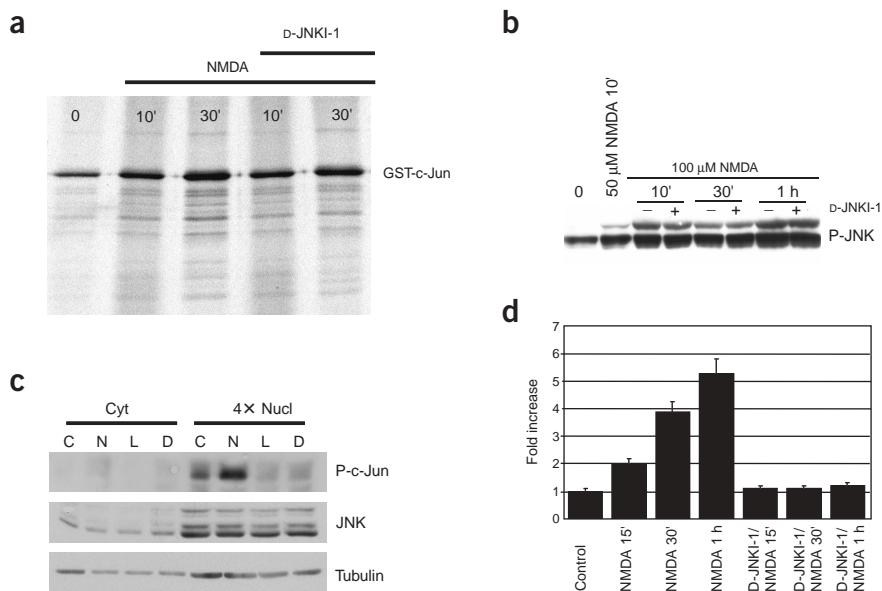 a
D-JNKI-1
NMDA
0 10' 30' 10' 30'
GST-c-Jun
b
0
50 μM NMDA 10'
100 μM NMDA
10' 30' 1 h
– + – + – + D-JNKI-1
P-JNK
c
Cyt 4× Nucl
C N L D C N L D
P-c-Jun
JNK
Tubulin
d
Fold increase
7
6
5
4
3
2
1
0
Control
NMDA 15'
NMDA 30'
NMDA 1 h
D-JNKI-1/
NMDA 15'
D-JNKI-1/
NMDA 30'
D-JNKI-1/
NMDA 1 h